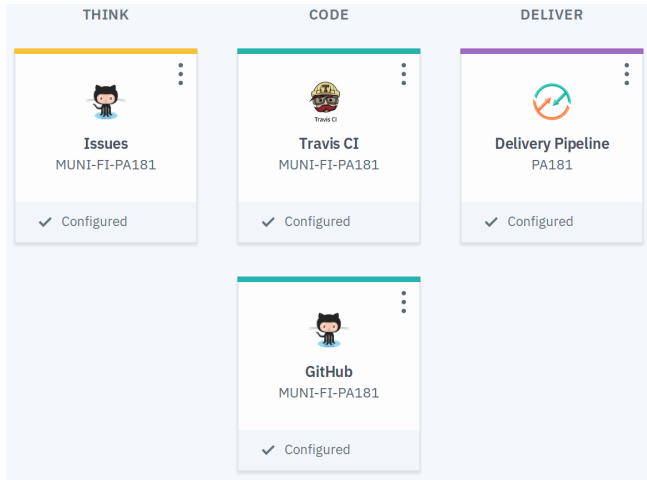 THINK
CODE
DELIVER
Issues
MUNI-FI-PA181
Configured
Travis CI
Travis CI
MUNI-FI-PA181
Configured
Delivery Pipeline
PA181
Configured
GitHub
MUNI-FI-PA181
Configured